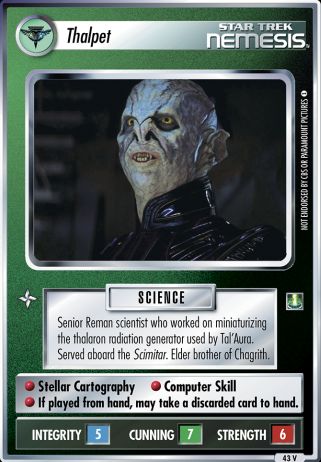 Thalpet
STAR TREK
NEMESIS
NOT ENDORSED BY CBS OR PARAMOUNT PICTURES
SCIENCE
Senior Reman scientist who worked on miniaturizing
the thalaron radiation generator used by Tal'Aura.
Served aboard the Scimitar. Elder brother of Chagrith.
Stellar Cartography Computer Skill
If played from hand, may take a discarded card to hand.
INTEGRITY 5 CUNNING 7 STRENGTH 6
43 V